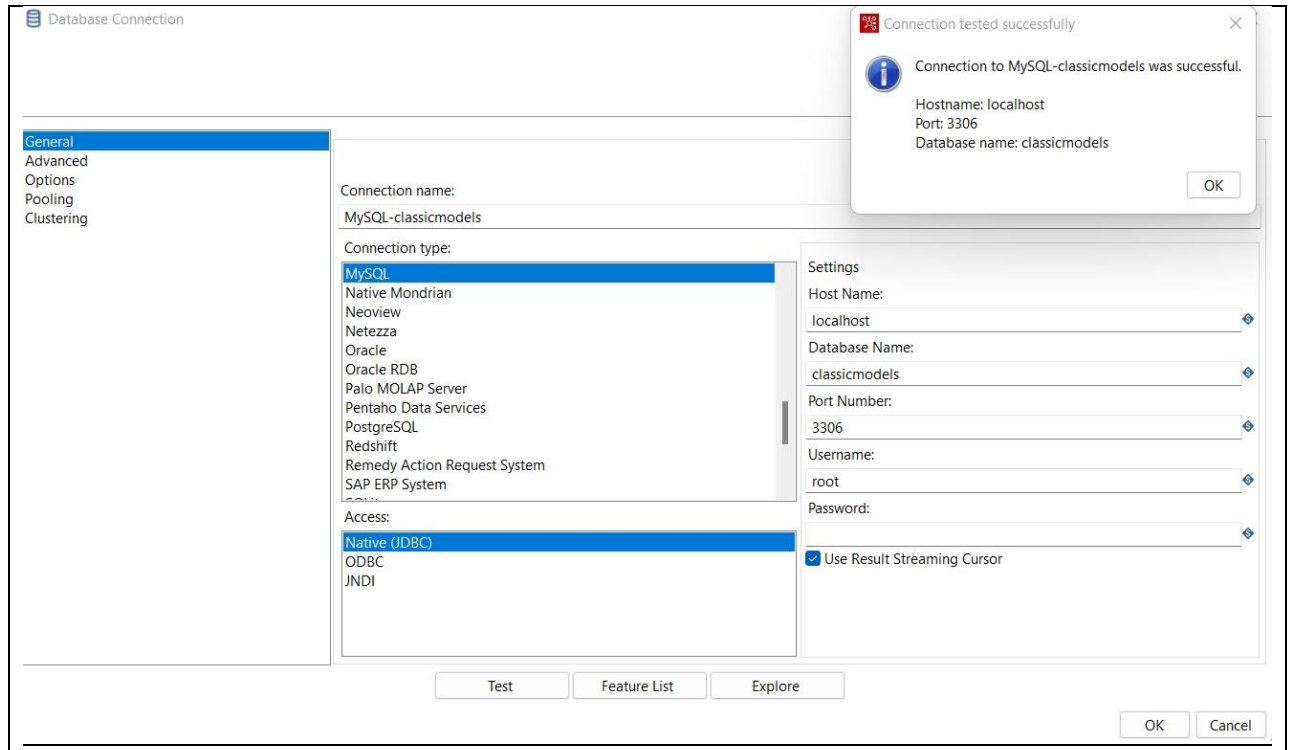 Database Connection
Connection tested successfully
Connection to MySQL-classicmodels was successful.
Hostname: localhost
Port: 3306
Database name: classicmodels
OK
General
Advanced
Options
Pooling
Clustering
Connection name:
MySQL-classicmodels
Connection type:
MySQL
Native Mondrian
Neoview
Netezza
Oracle
Oracle RDB
Palo MOLAP Server
Pentaho Data Services
PostgreSQL
Redshift
Remedy Action Request System
SAP ERP System
Access:
Native (JDBC)
ODBC
JNDI
Settings
Host Name:
localhost
Database Name:
classicmodels
Port Number:
3306
Username:
root
Password:
Use Result Streaming Cursor
Test
Feature List
Explore
OK
Cancel